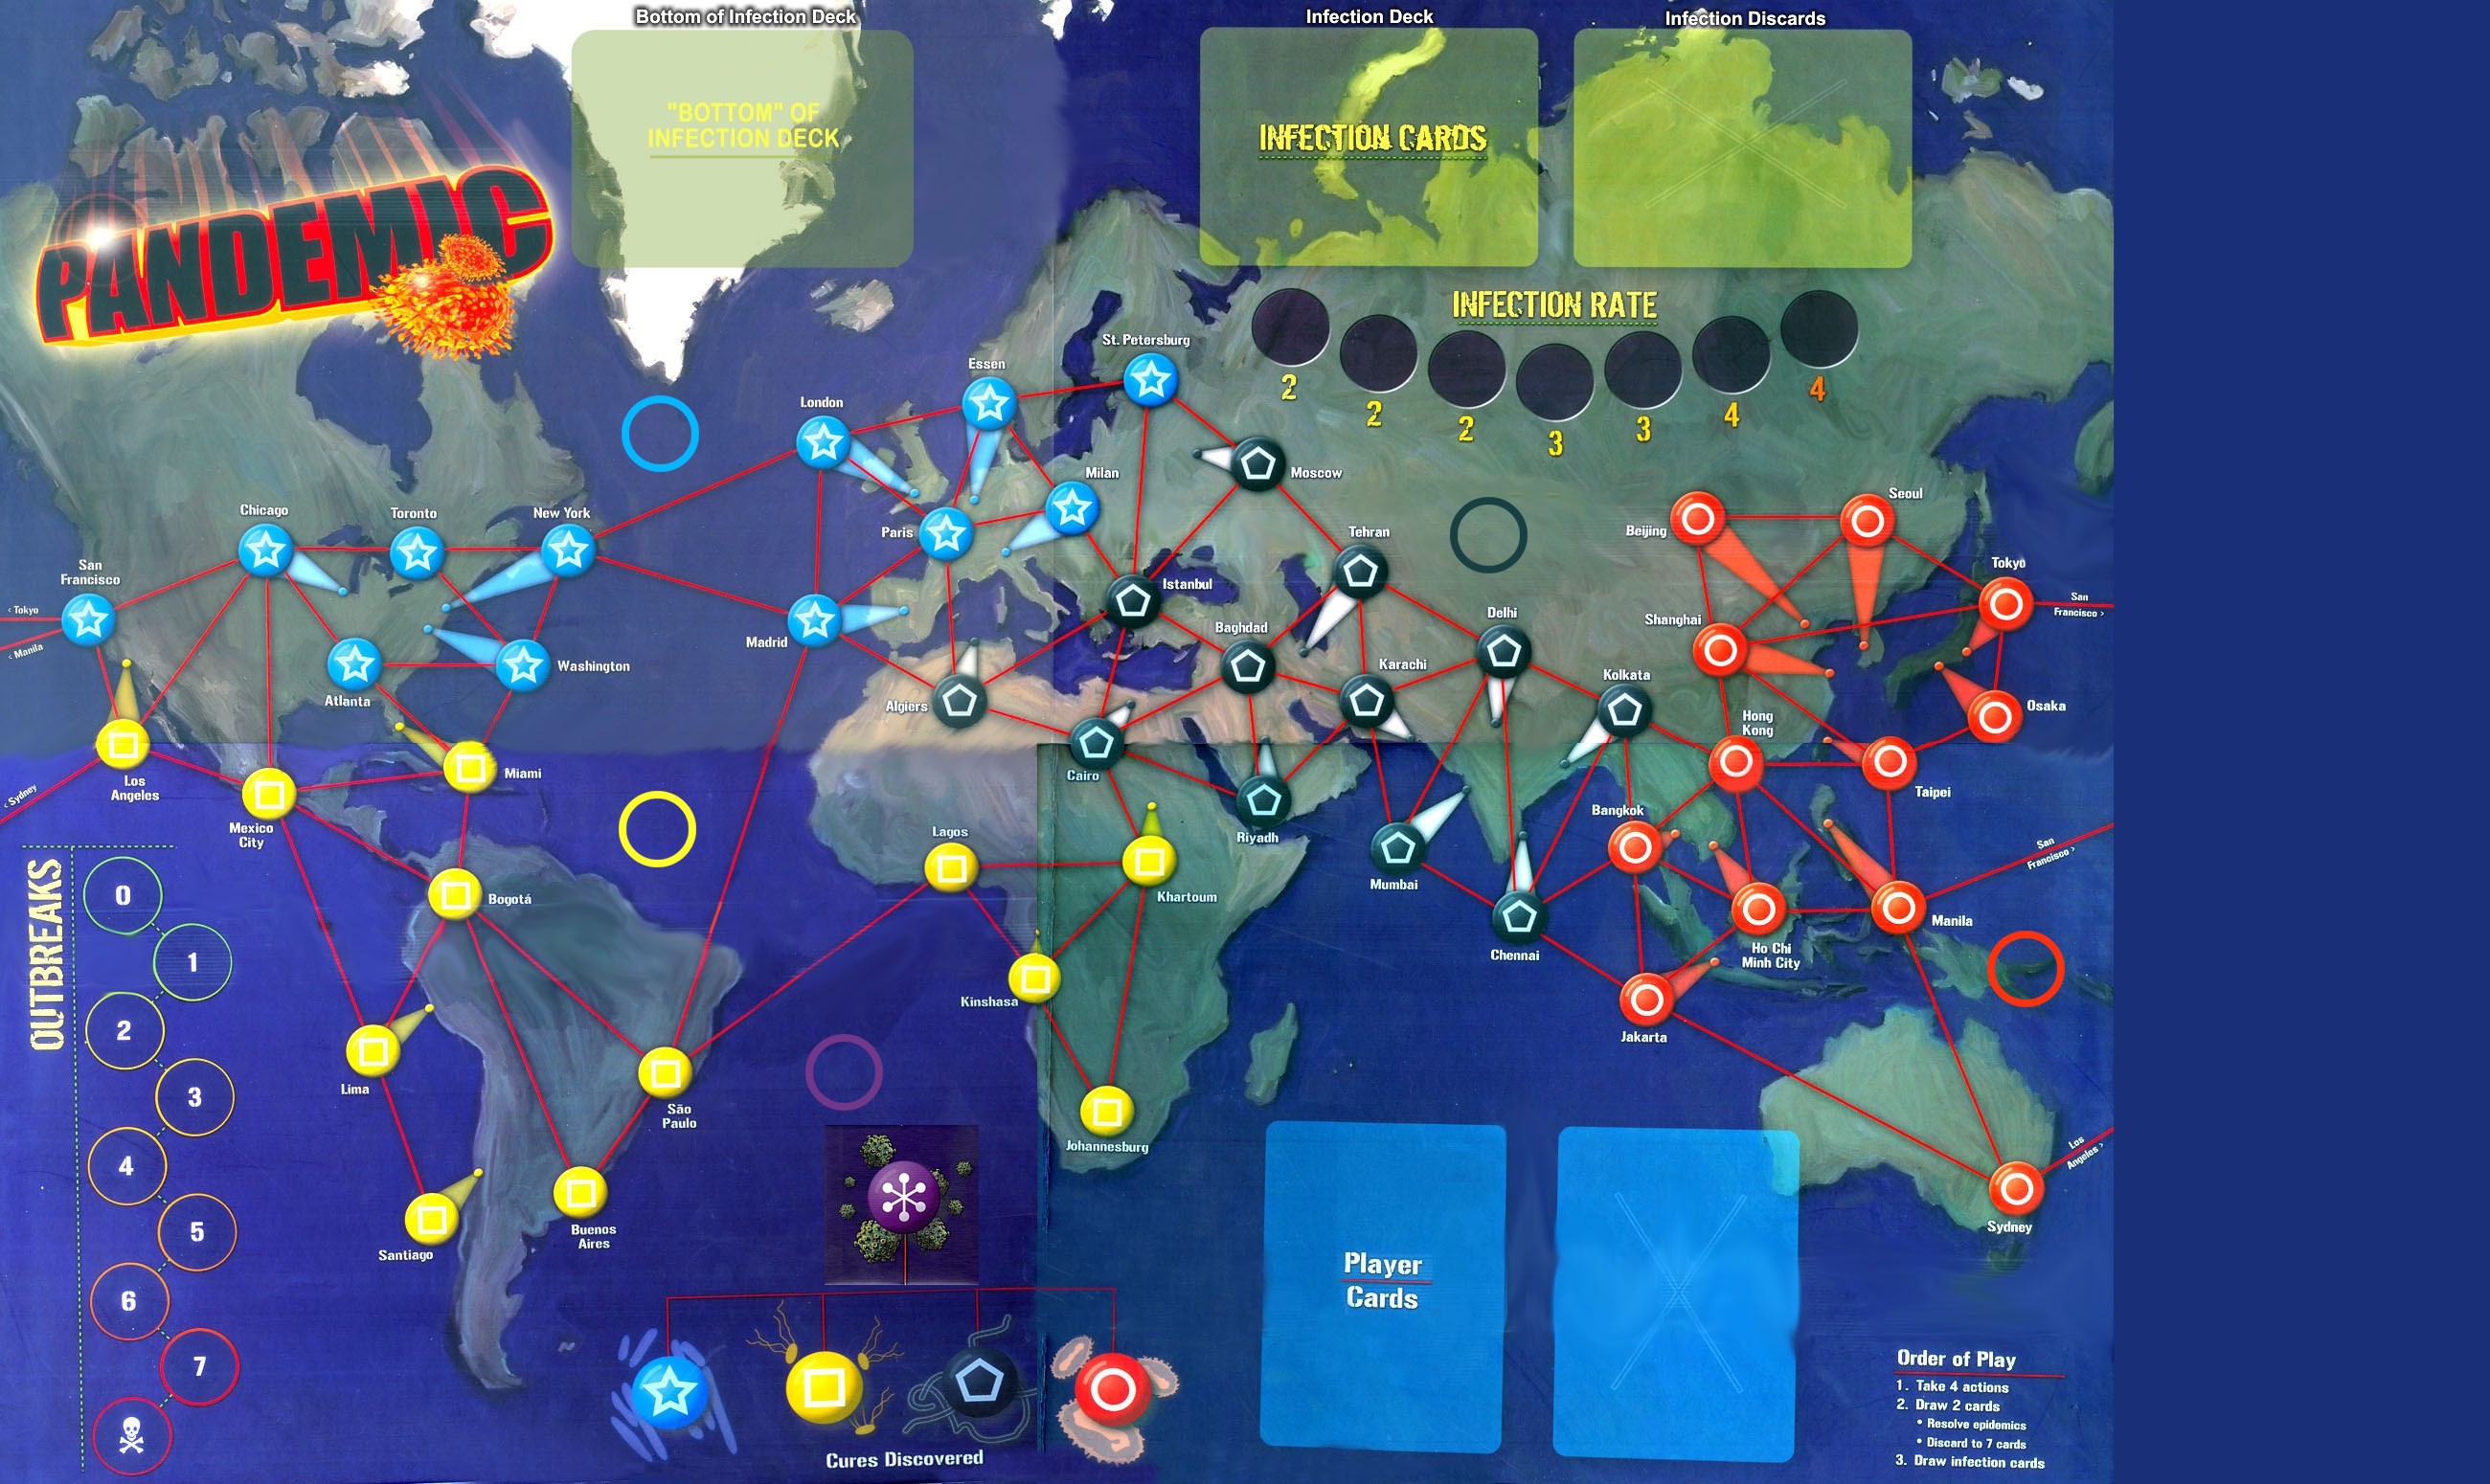 Bottom of Infection Deck
Infection Deck
Infection Discards
"BOTTOM" OF
INFECTION DECK
INFECTION CARDS
PANDEMIC
INFECTION RATE
2
2
2
3
3
4
4
St. Petersburg
Essen
London
Moscow
Milan
Paris
Chicago
Toronto
New York
San
Francisco
Atlanta
Washington
Madrid
Istanbul
Tehran
Baghdad
Delhi
Karachi
Kolkata
Algiers
Cairo
Riyadh
Mumbai
Chennai
Beijing
Seoul
Tokyo
Shanghai
Osaka
Hong
Kong
Taipei
Bangkok
Ho Chi
Minh City
Manila
Jakarta
Sydney
‹ Tokyo
‹ Manila
‹ Sydney
San
Francisco ›
San
Francisco ›
Los
Angeles ›
Los
Angeles
Mexico
City
Miami
Bogotá
Lima
Santiago
São
Paulo
Buenos
Aires
Lagos
Khartoum
Kinshasa
Johannesburg
OUTBREAKS
0
1
2
3
4
5
6
7
Cures Discovered
Player
Cards
Order of Play
1. Take 4 actions
2. Draw 2 cards
• Resolve epidemics
• Discard to 7 cards
3. Draw infection cards